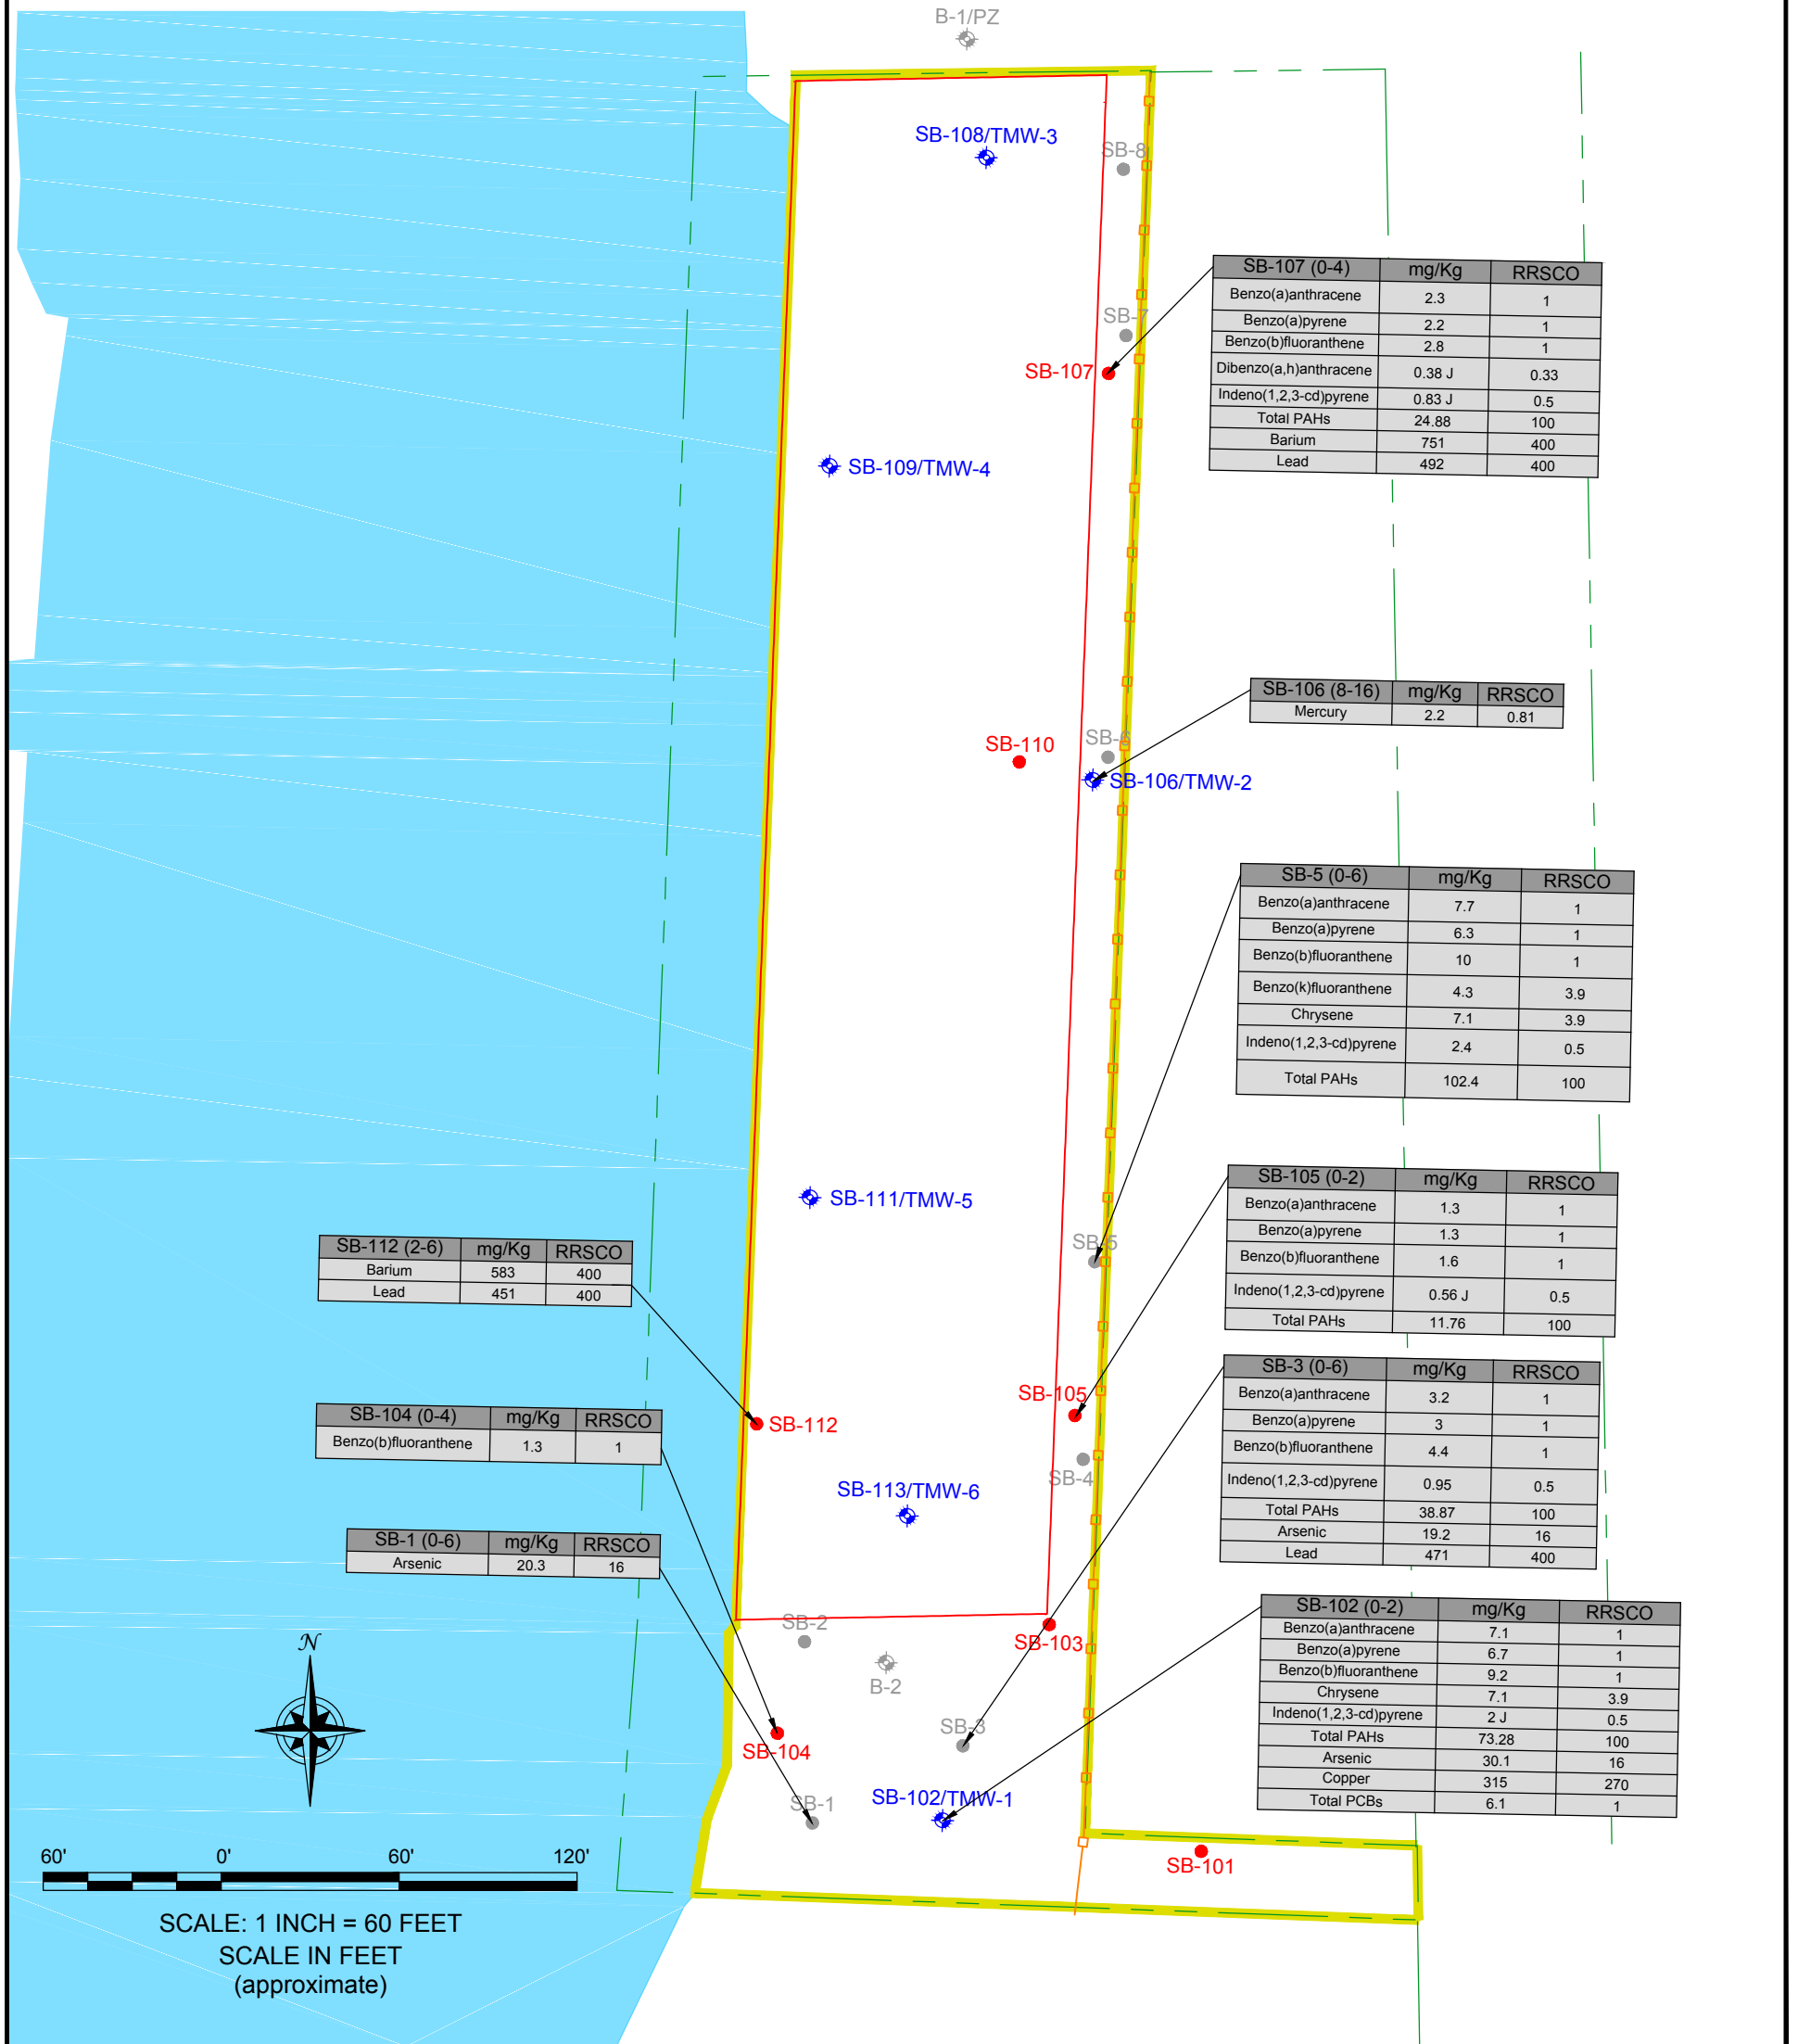 B-1/PZ
SB-108/TMW-3
SB-8
SB-107 (0-4) mg/Kg RRSCO
Benzo(a)anthracene 2.3 1
Benzo(a)pyrene 2.2 1
Benzo(b)fluoranthene 2.8 1
Dibenzo(a,h)anthracene 0.38 J 0.33
Indeno(1,2,3-cd)pyrene 0.83 J 0.5
Total PAHs 24.88 100
Barium 751 400
Lead 492 400
SB-7
SB-107
SB-109/TMW-4
SB-106 (8-16) mg/Kg RRSCO
Mercury 2.2 0.81
SB-110
SB-6
SB-106/TMW-2
SB-5 (0-6) mg/Kg RRSCO
Benzo(a)anthracene 7.7 1
Benzo(a)pyrene 6.3 1
Benzo(b)fluoranthene 10 1
Benzo(k)fluoranthene 4.3 3.9
Chrysene 7.1 3.9
Indeno(1,2,3-cd)pyrene 2.4 0.5
Total PAHs 102.4 100
SB-111/TMW-5
SB-5
SB-105 (0-2) mg/Kg RRSCO
Benzo(a)anthracene 1.3 1
Benzo(a)pyrene 1.3 1
Benzo(b)fluoranthene 1.6 1
Indeno(1,2,3-cd)pyrene 0.56 J 0.5
Total PAHs 11.76 100
SB-112 (2-6) mg/Kg RRSCO
Barium 583 400
Lead 451 400
SB-105
SB-3 (0-6) mg/Kg RRSCO
Benzo(a)anthracene 3.2 1
Benzo(a)pyrene 3 1
Benzo(b)fluoranthene 4.4 1
Indeno(1,2,3-cd)pyrene 0.95 0.5
Total PAHs 38.87 100
Arsenic 19.2 16
Lead 471 400
SB-104 (0-4) mg/Kg RRSCO
Benzo(b)fluoranthene 1.3 1
SB-112
SB-4
SB-113/TMW-6
SB-1 (0-6) mg/Kg RRSCO
Arsenic 20.3 16
SB-102 (0-2) mg/Kg RRSCO
Benzo(a)anthracene 7.1 1
Benzo(a)pyrene 6.7 1
Benzo(b)fluoranthene 9.2 1
Chrysene 7.1 3.9
Indeno(1,2,3-cd)pyrene 2 J 0.5
Total PAHs 73.28 100
Arsenic 30.1 16
Copper 315 270
Total PCBs 6.1 1
SB-2
SB-103
B-2
N
SB-3
SB-104
SB-1
SB-102/TMW-1
SB-101
60' 0' 60' 120'
SCALE: 1 INCH = 60 FEET
SCALE IN FEET
(approximate)